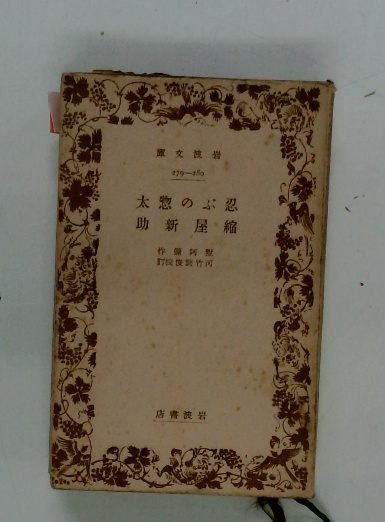 庫文波岩
279—280
太惣のぶ忍
助新屋縮
作彌阿默
訂校俊繁竹河
店書波岩